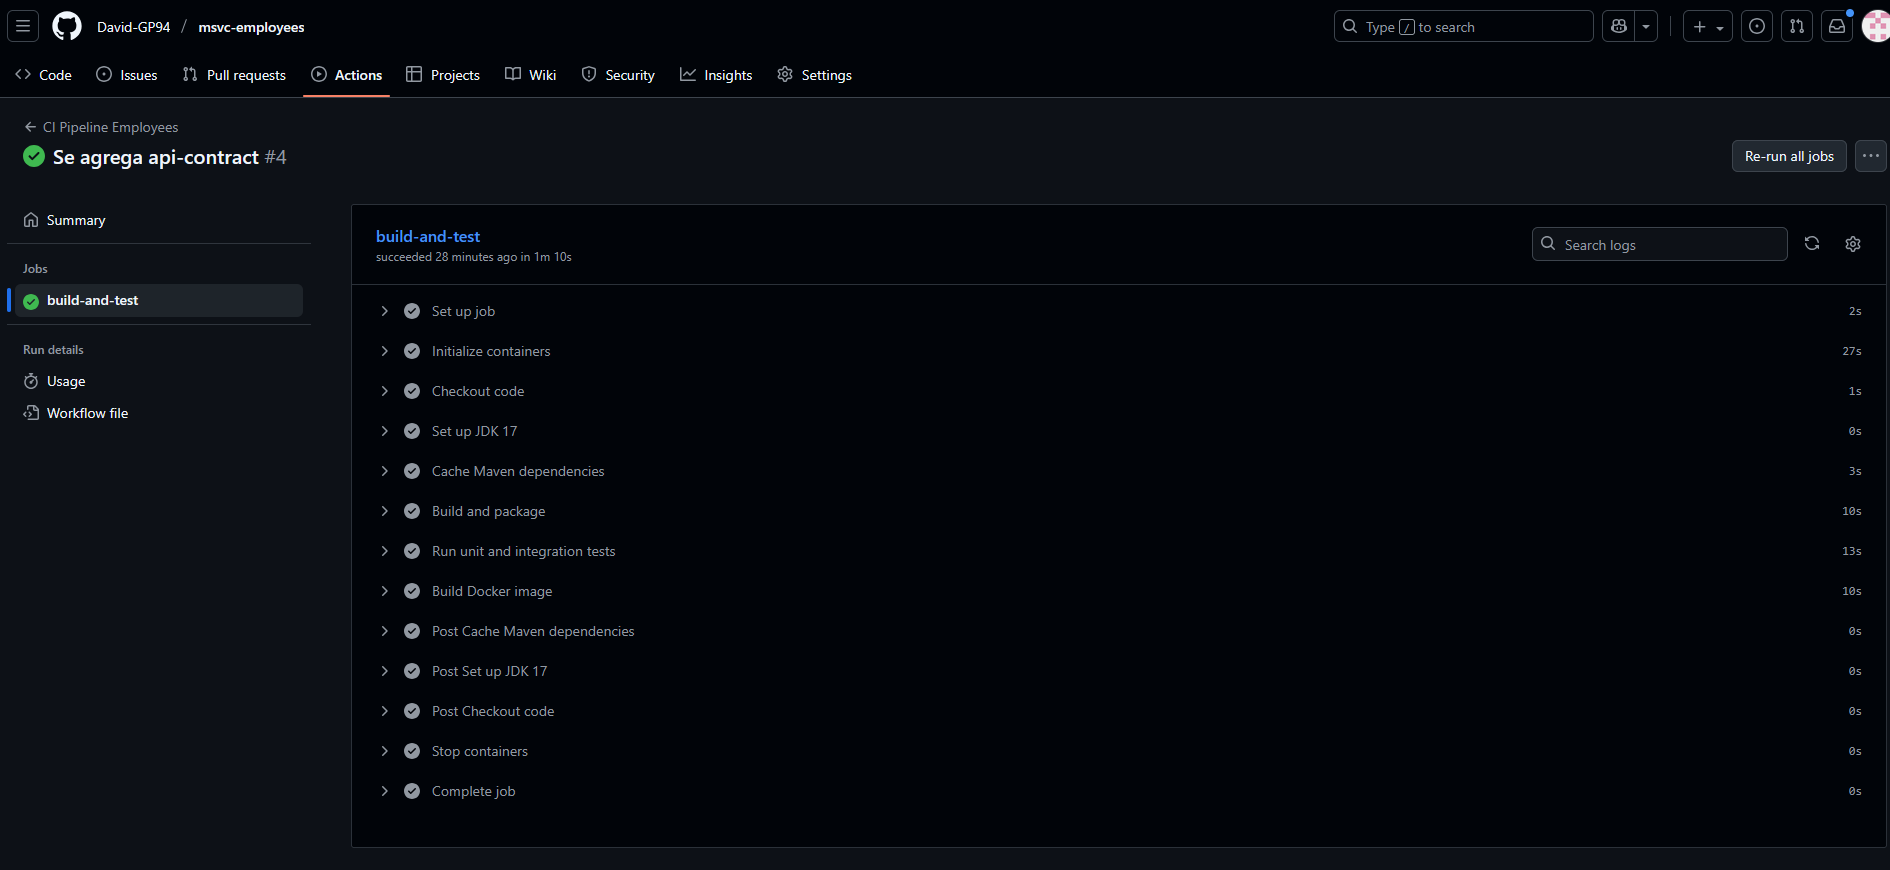 David-GP94 / msvc-employees
Type / to search
Code Issues Pull requests Actions Projects Wiki Security Insights Settings
CI Pipeline Employees
Se agrega api-contract #4
Re-run all jobs
Summary
Jobs
build-and-test
Run details
Usage
Workflow file
build-and-test
succeeded 28 minutes ago in 1m 10s
Search logs
Set up job 2s
Initialize containers 27s
Checkout code 1s
Set up JDK 17 0s
Cache Maven dependencies 3s
Build and package 10s
Run unit and integration tests 13s
Build Docker image 10s
Post Cache Maven dependencies 0s
Post Set up JDK 17 0s
Post Checkout code 0s
Stop containers 0s
Complete job 0s